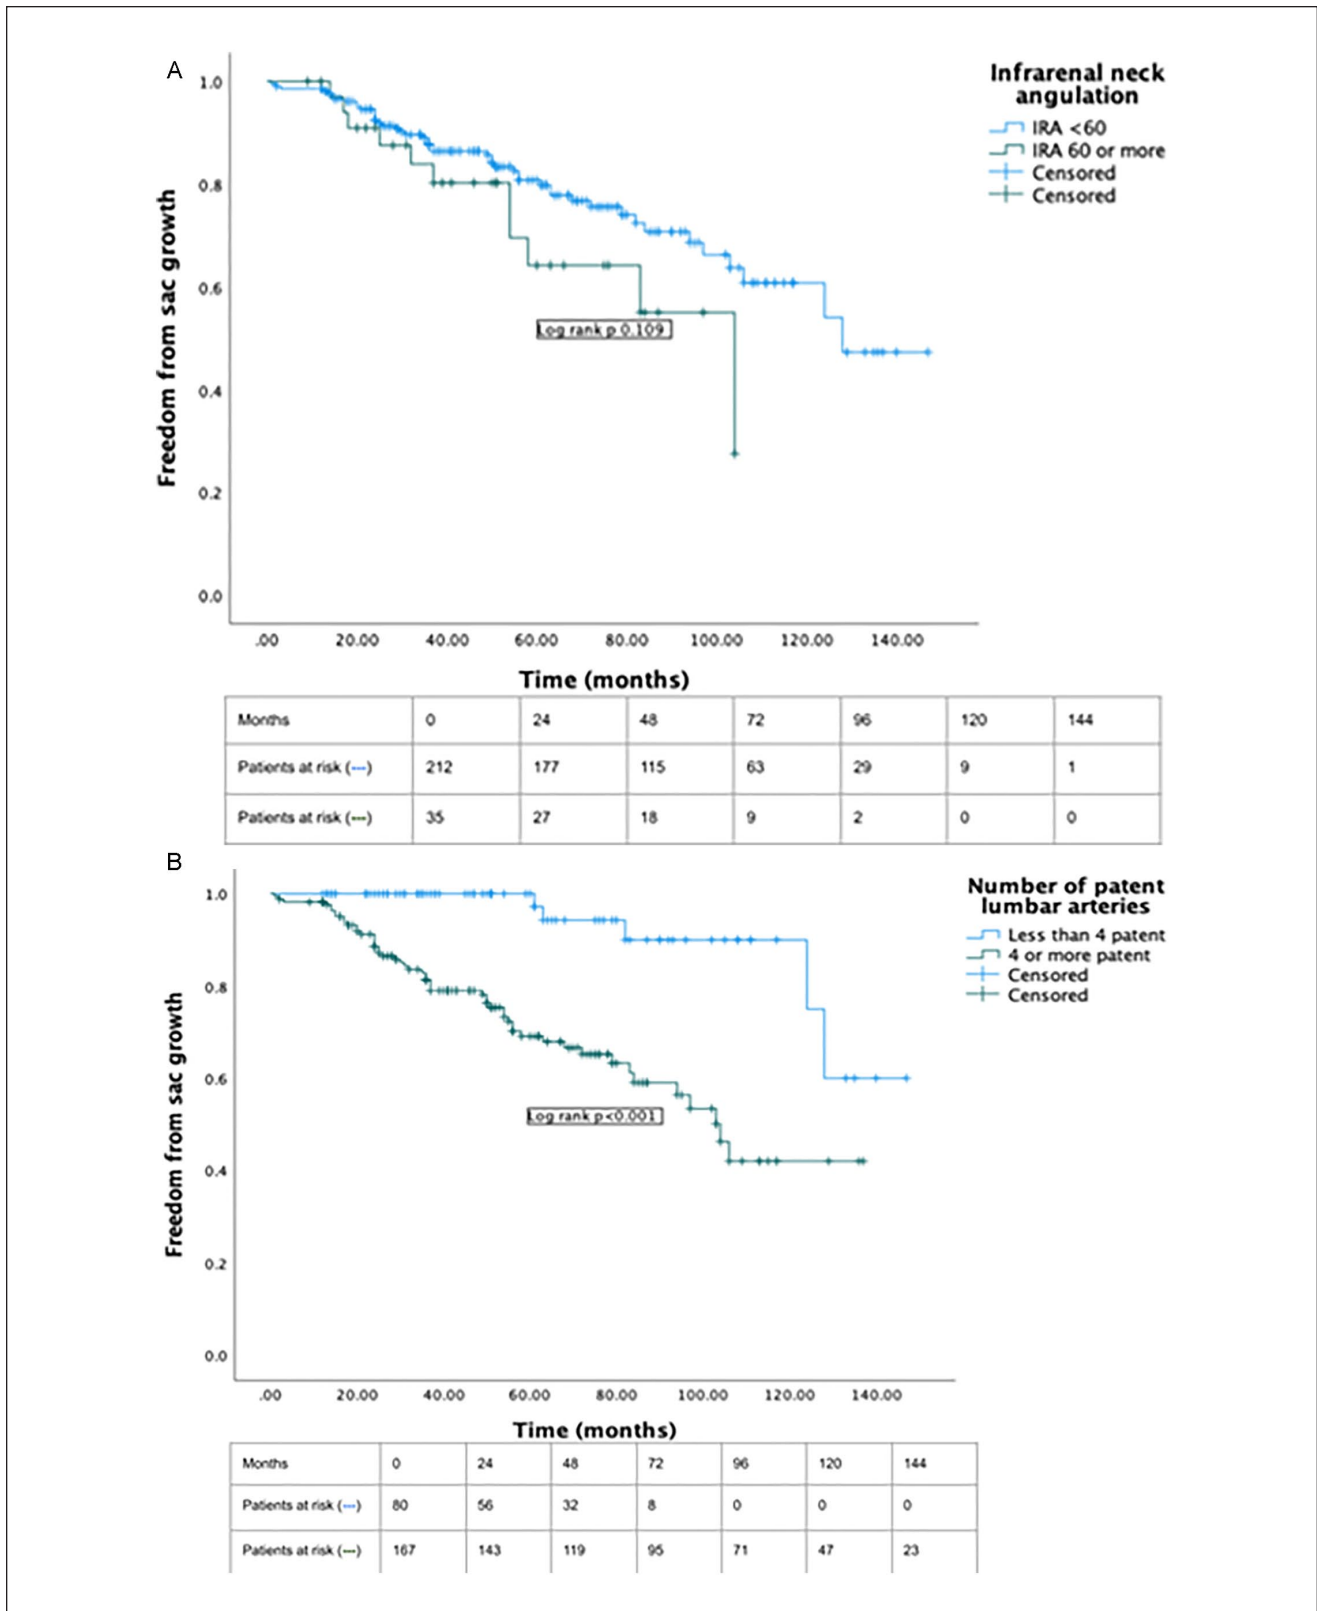 A
Infrarenal neck
angulation
IRA <60
IRA 60 or more
Censored
Censored
Freedom from sac growth
1.0
0.8
0.6
0.4
0.2
0.0
Log rank p 0.109
.00 20.00 40.00 60.00 80.00 100.00 120.00 140.00
Time (months)
Months 0 24 48 72 96 120 144
Patients at risk (---) 212 177 115 63 29 9 1
Patients at risk (---) 35 27 18 9 2 0 0
B
Number of patent
lumbar arteries
Less than 4 patent
4 or more patent
Censored
Censored
Freedom from sac growth
1.0
0.8
0.6
0.4
0.2
0.0
Log rank p<0.001
.00 20.00 40.00 60.00 80.00 100.00 120.00 140.00
Time (months)
Months 0 24 48 72 96 120 144
Patients at risk (---) 80 56 32 8 0 0 0
Patients at risk (---) 167 143 119 95 71 47 23